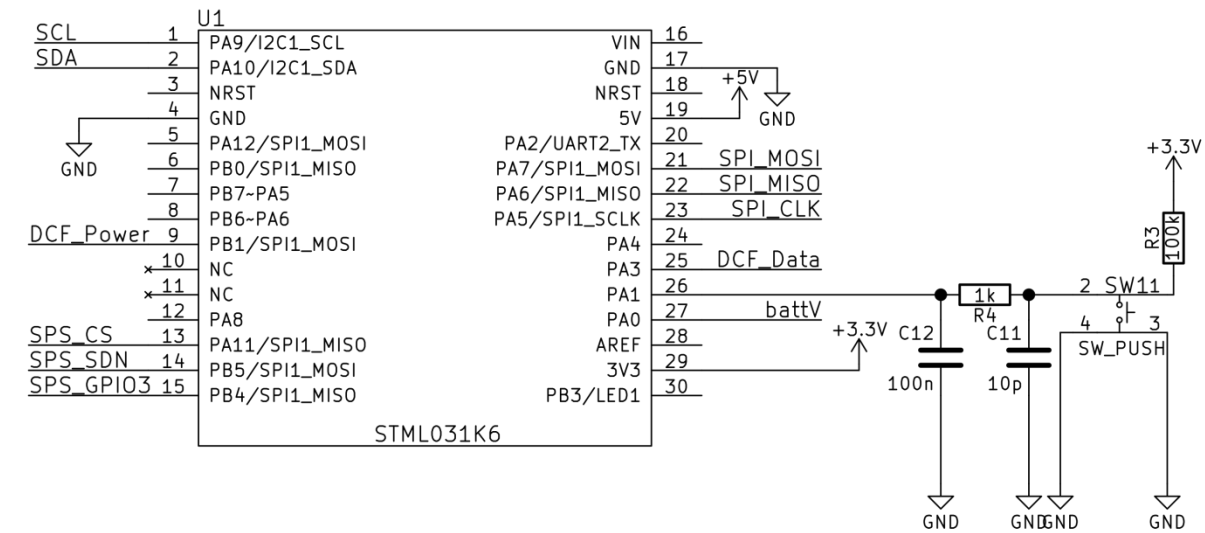 U1
SCL 1 PA9/I2C1_SCL VIN 16
SDA 2 PA10/I2C1_SDA GND 17
3 NRST NRST 18 +5V
4 GND 5V 19 GND
GND
5 PA12/SPI1_MOSI PA2/UART2_TX 20
6 PB0/SPI1_MISO PA7/SPI1_MOSI 21 SPI_MOSI
7 PB7~PA5 PA6/SPI1_MISO 22 SPI_MISO
8 PB6~PA6 PA5/SPI1_SCLK 23 SPI_CLK
DCF_Power 9 PB1/SPI1_MOSI PA4 24
10 NC PA3 25 DCF_Data
11 NC PA1 26
12 PA8 PA0 27 battV
SPS_CS 13 PA11/SPI1_MISO AREF 28
SPS_SDN 14 PB5/SPI1_MOSI 3V3 29 +3.3V
SPS_GPIO3 15 PB4/SPI1_MISO PB3/LED1 30
STML031K6
+3.3V
R3
100k
1k
R4
2 SW11
4 3
SW_PUSH
C12
100n
C11
10p
GND
GND
GND
GND